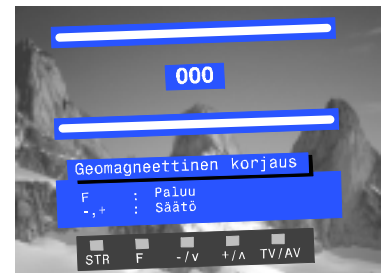 000
Geomagneettinen korjaus
F : Paluu
-,+ : Säätö
STR F -/v +/ʌ TV/AV